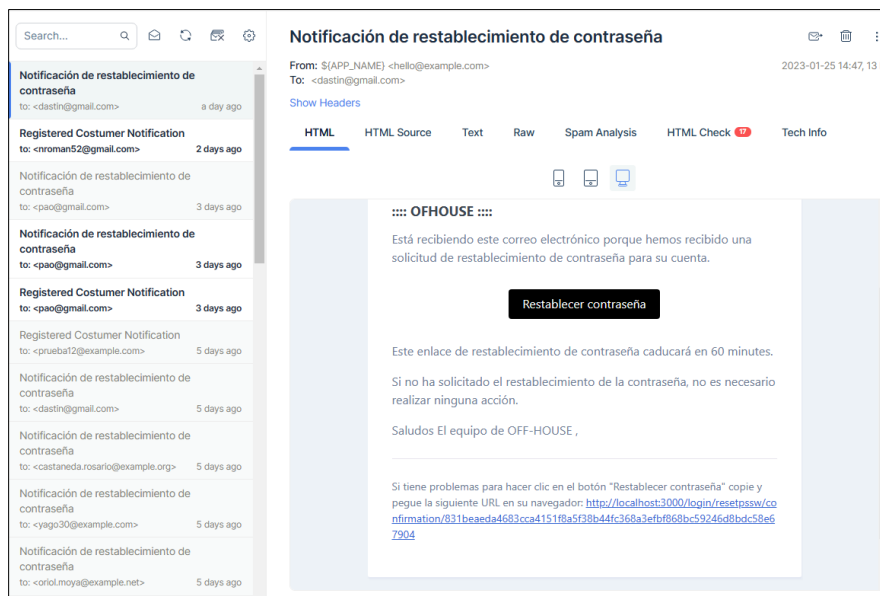 Search...
Notificación de restablecimiento de
contraseña
to: <dastin@gmail.com> a day ago
Registered Costumer Notification
to: <nroman52@gmail.com> 2 days ago
Notificación de restablecimiento de
contraseña
to: <pao@gmail.com> 3 days ago
Notificación de restablecimiento de
contraseña
to: <pao@gmail.com> 3 days ago
Registered Costumer Notification
to: <pao@gmail.com> 3 days ago
Registered Costumer Notification
to: <prueba12@example.com> 5 days ago
Notificación de restablecimiento de
contraseña
to: <dastin@gmail.com> 5 days ago
Notificación de restablecimiento de
contraseña
to: <castaneda.rosario@example.org> 5 days ago
Notificación de restablecimiento de
contraseña
to: <yago30@example.com> 5 days ago
Notificación de restablecimiento de
contraseña
to: <oriol.moya@example.net> 5 days ago
Notificación de restablecimiento de contraseña
From: ${APP_NAME} <hello@example.com> 2023-01-25 14:47, 13
To: <dastin@gmail.com>
Show Headers
HTML HTML Source Text Raw Spam Analysis HTML Check 17 Tech Info
:::: OFHOUSE ::::
Está recibiendo este correo electrónico porque hemos recibido una
solicitud de restablecimiento de contraseña para su cuenta.
Restablecer contraseña
Este enlace de restablecimiento de contraseña caducará en 60 minutes.
Si no ha solicitado el restablecimiento de la contraseña, no es necesario
realizar ninguna acción.
Saludos El equipo de OFF-HOUSE ,
Si tiene problemas para hacer clic en el botón "Restablecer contraseña" copie y
pegue la siguiente URL en su navegador: http://localhost:3000/login/resetpssw/co
nfirmation/831beaeda4683cca4151f8a5f38b44fc368a3efbf868bc59246d8bdc58e6
7904